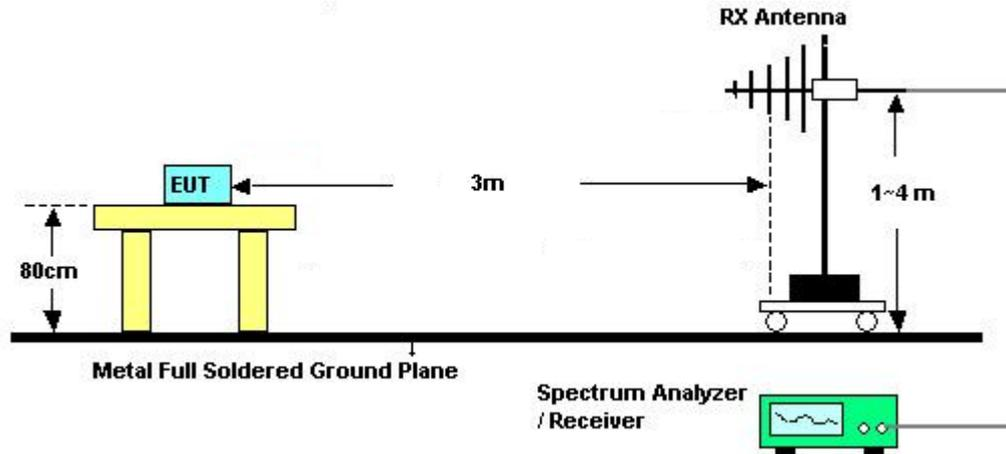 RX Antenna
EUT
3m
1~4 m
80cm
Metal Full Soldered Ground Plane
Spectrum Analyzer
/ Receiver